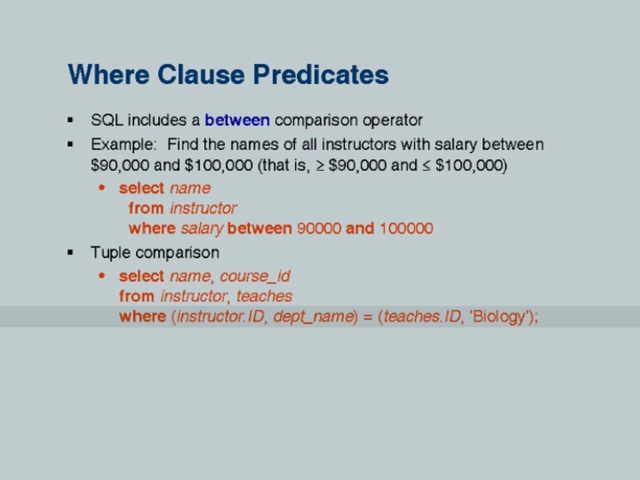 Where Clause Predicates
▪ SQL includes a between comparison operator
▪ Example: Find the names of all instructors with salary between
$90,000 and $100,000 (that is, ≥ $90,000 and ≤ $100,000)
• select name
from instructor
where salary between 90000 and 100000
▪ Tuple comparison
• select name, course_id
from instructor, teaches
where (instructor.ID, dept_name) = (teaches.ID, 'Biology');